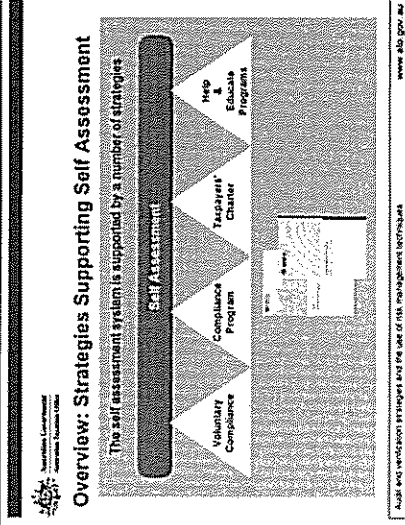 Australian Government
Australian Taxation Office
Overview: Strategies Supporting Self Assessment
The self assessment system is supported by a number of strategies
Self Assessment
Voluntary
Compliance
Compliance
Program
Taxpayers'
Charter
Help
&
Educate
Programs
Audit and verification strategies and the use of risk management techniques
www.ato.gov.au